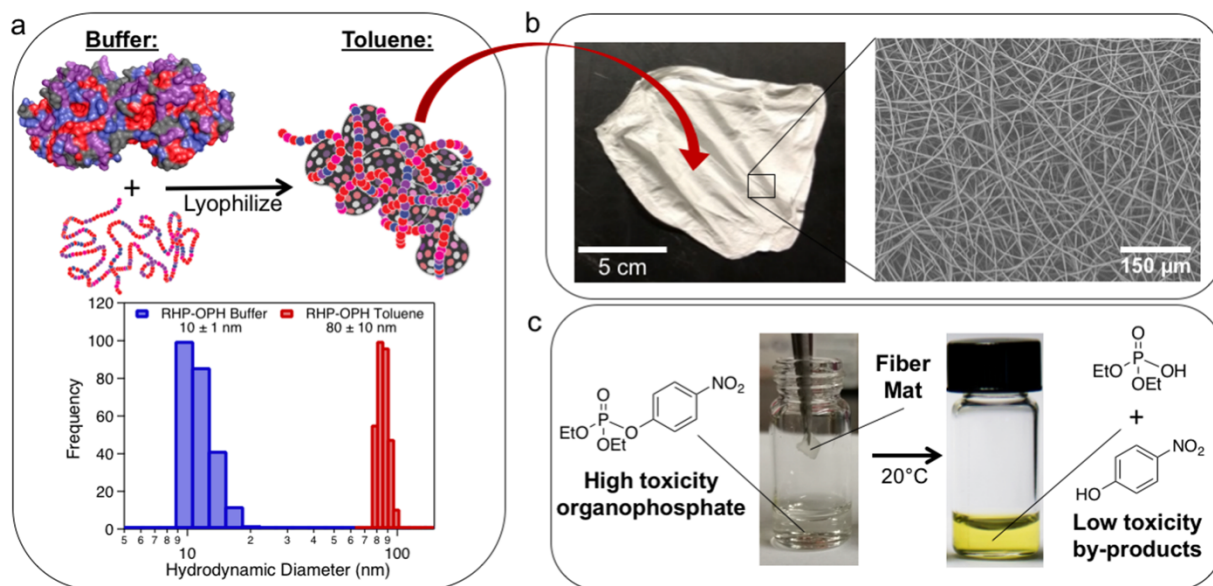 a
Buffer:
Toluene:
+
Lyophilize
RHP-OPH Buffer
10 ± 1 nm
RHP-OPH Toluene
80 ± 10 nm
Frequency
120
100
80
60
40
20
0
5 6 7 8 9 10 2 3 4 5 6 7 8 9 100
Hydrodynamic Diameter (nm)
b
5 cm
150 µm
c
O
EtO P O
OEt
NO₂
High toxicity
organophosphate
Fiber
Mat
20°C
O
EtO P OH
OEt
+
NO₂
HO
Low toxicity
by-products